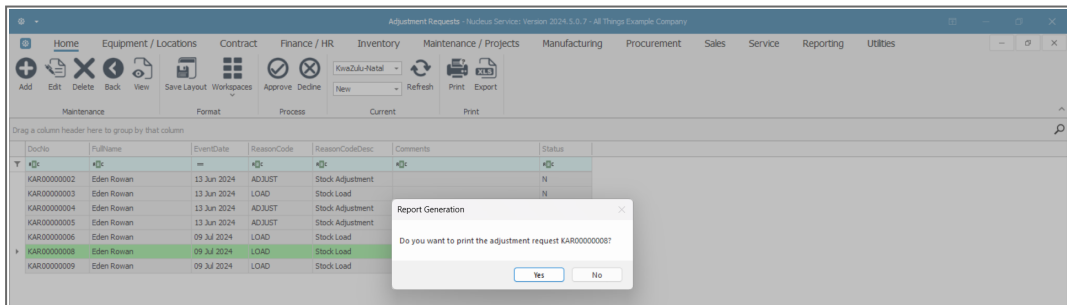 Adjustment Requests - Nucleus Service: Version 2024.5.0.7 - All Things Example Company
Home Equipment / Locations Contract Finance / HR Inventory Maintenance / Projects Manufacturing Procurement Sales Service Reporting Utilities
KwaZulu-Natal
New
XLS
Add Edit Delete Back View Save Layout Workspaces Approve Decline Refresh Print Export
Maintenance Format Process Current Print
Drag a column header here to group by that column
DocNo FullName EventDate ReasonCode ReasonCodeDesc Comments Status
KAR00000002 Eden Rowan 13 Jun 2024 ADJUST Stock Adjustment N
KAR00000003 Eden Rowan 13 Jun 2024 LOAD Stock Load N
KAR00000004 Eden Rowan 13 Jun 2024 ADJUST Stock Adjustment
KAR00000005 Eden Rowan 13 Jun 2024 ADJUST Stock Adjustment
KAR00000006 Eden Rowan 09 Jul 2024 LOAD Stock Load
KAR00000008 Eden Rowan 09 Jul 2024 LOAD Stock Load
KAR00000009 Eden Rowan 09 Jul 2024 LOAD Stock Load
Report Generation
Do you want to print the adjustment request KAR00000008?
Yes No